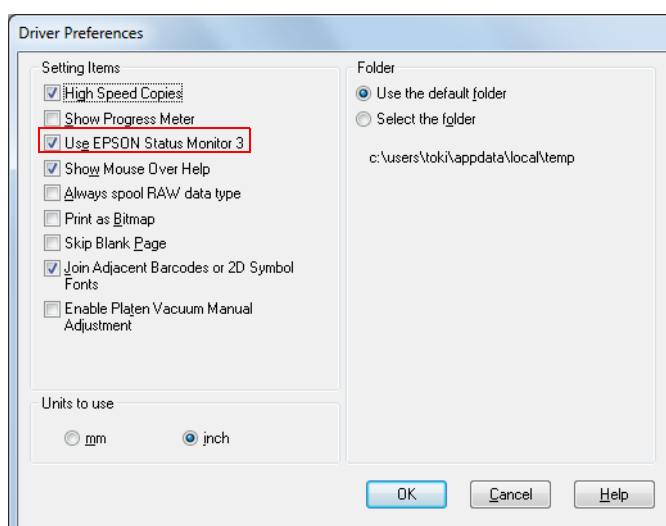 Driver Preferences
Setting Items
High Speed Copies
Show Progress Meter
Use EPSON Status Monitor 3
Show Mouse Over Help
Always spool RAW data type
Print as Bitmap
Skip Blank Page
Join Adjacent Barcodes or 2D Symbol
Fonts
Enable Platen Vacuum Manual
Adjustment
Units to use
mm
inch
Folder
Use the default folder
Select the folder
c:\users\toki\appdata\local\temp
OK
Cancel
Help